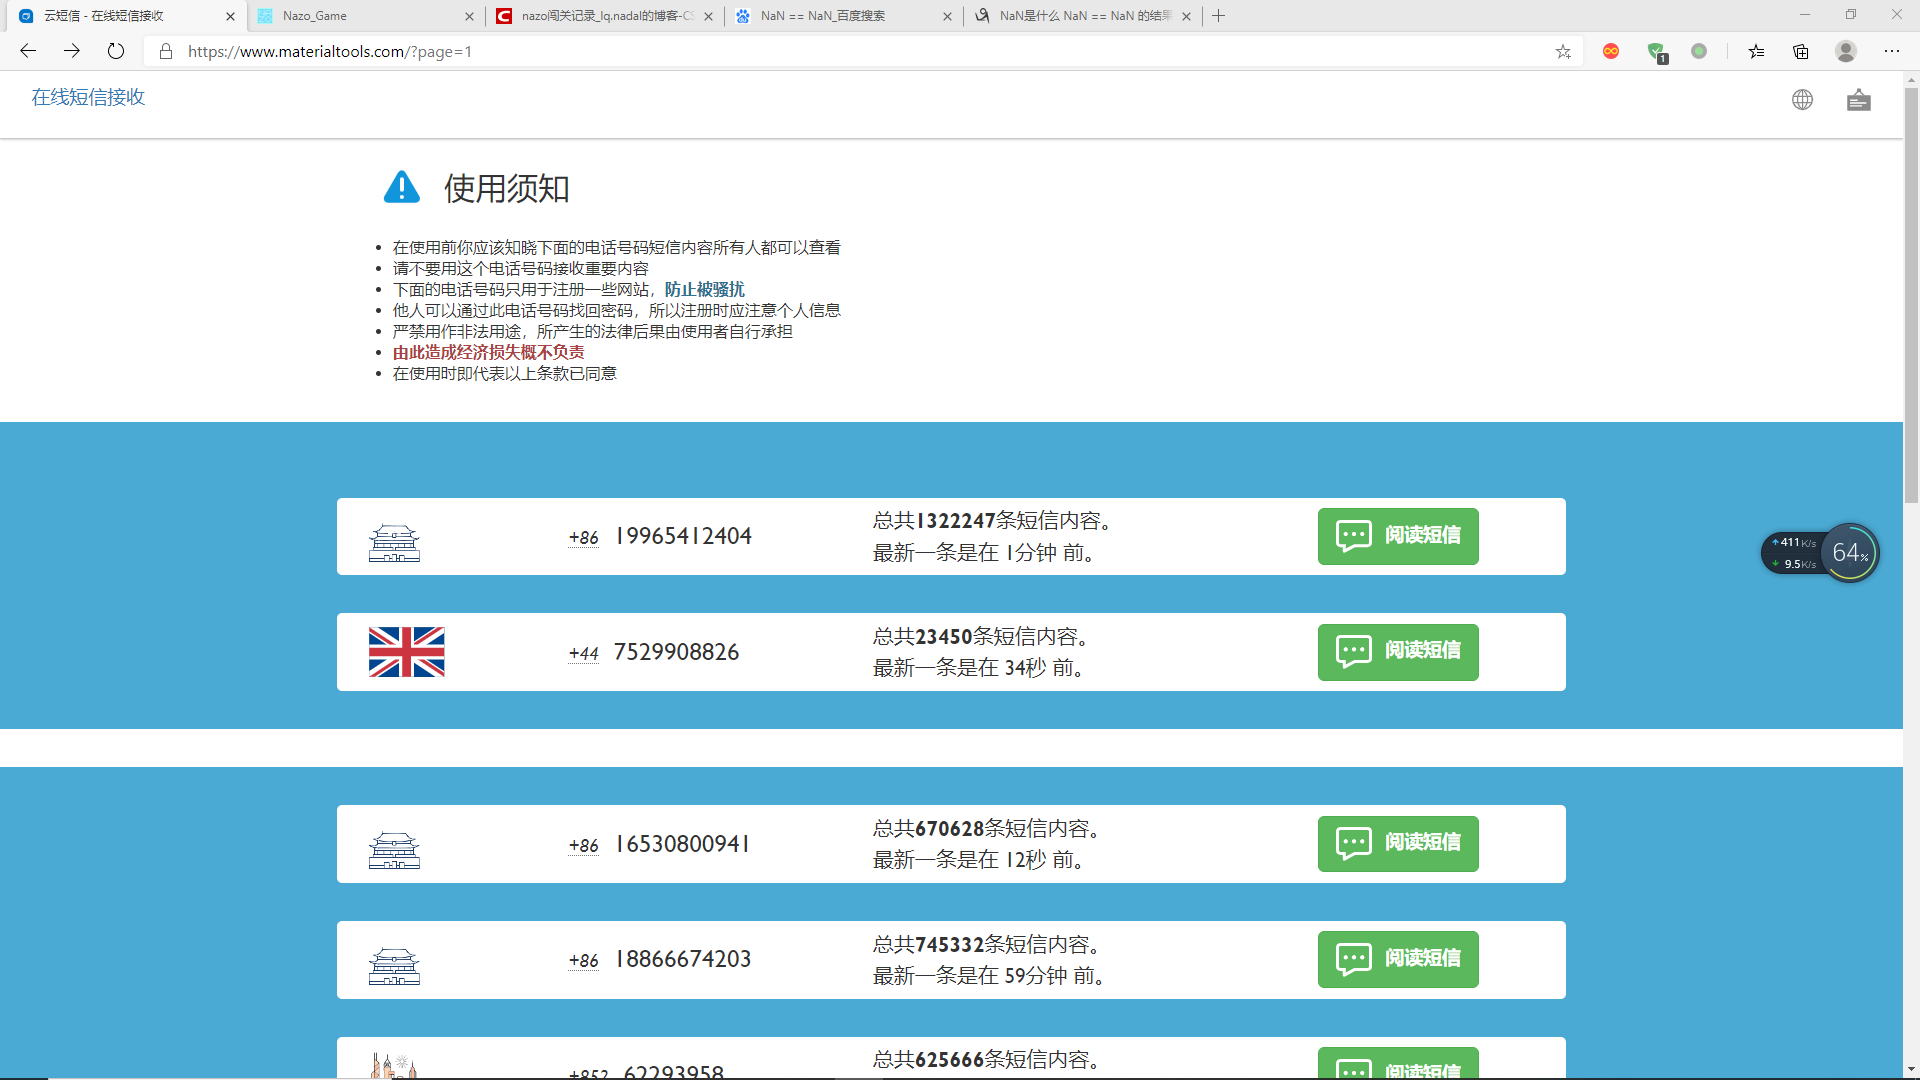 云短信 - 在线短信接收
Nazo_Game
nazo闯关记录_lq.nadal的博客-CS
NaN == NaN_百度搜索
NaN是什么 NaN == NaN 的结果
https://www.materialtools.com/?page=1
1
在线短信接收
使用须知
在使用前你应该知晓下面的电话号码短信内容所有人都可以查看
请不要用这个电话号码接收重要内容
下面的电话号码只用于注册一些网站，防止被骚扰
他人可以通过此电话号码找回密码，所以注册时应注意个人信息
严禁用作非法用途，所产生的法律后果由使用者自行承担
由此造成经济损失概不负责
在使用时即代表以上条款已同意
+86 19965412404
总共1322247条短信内容。
最新一条是在 1分钟 前。
阅读短信
411K/s
9.5K/s
64%
+44 7529908826
总共23450条短信内容。
最新一条是在 34秒 前。
阅读短信
+86 16530800941
总共670628条短信内容。
最新一条是在 12秒 前。
阅读短信
+86 18866674203
总共745332条短信内容。
最新一条是在 59分钟 前。
阅读短信
+852 62293958
总共625666条短信内容。
阅读短信